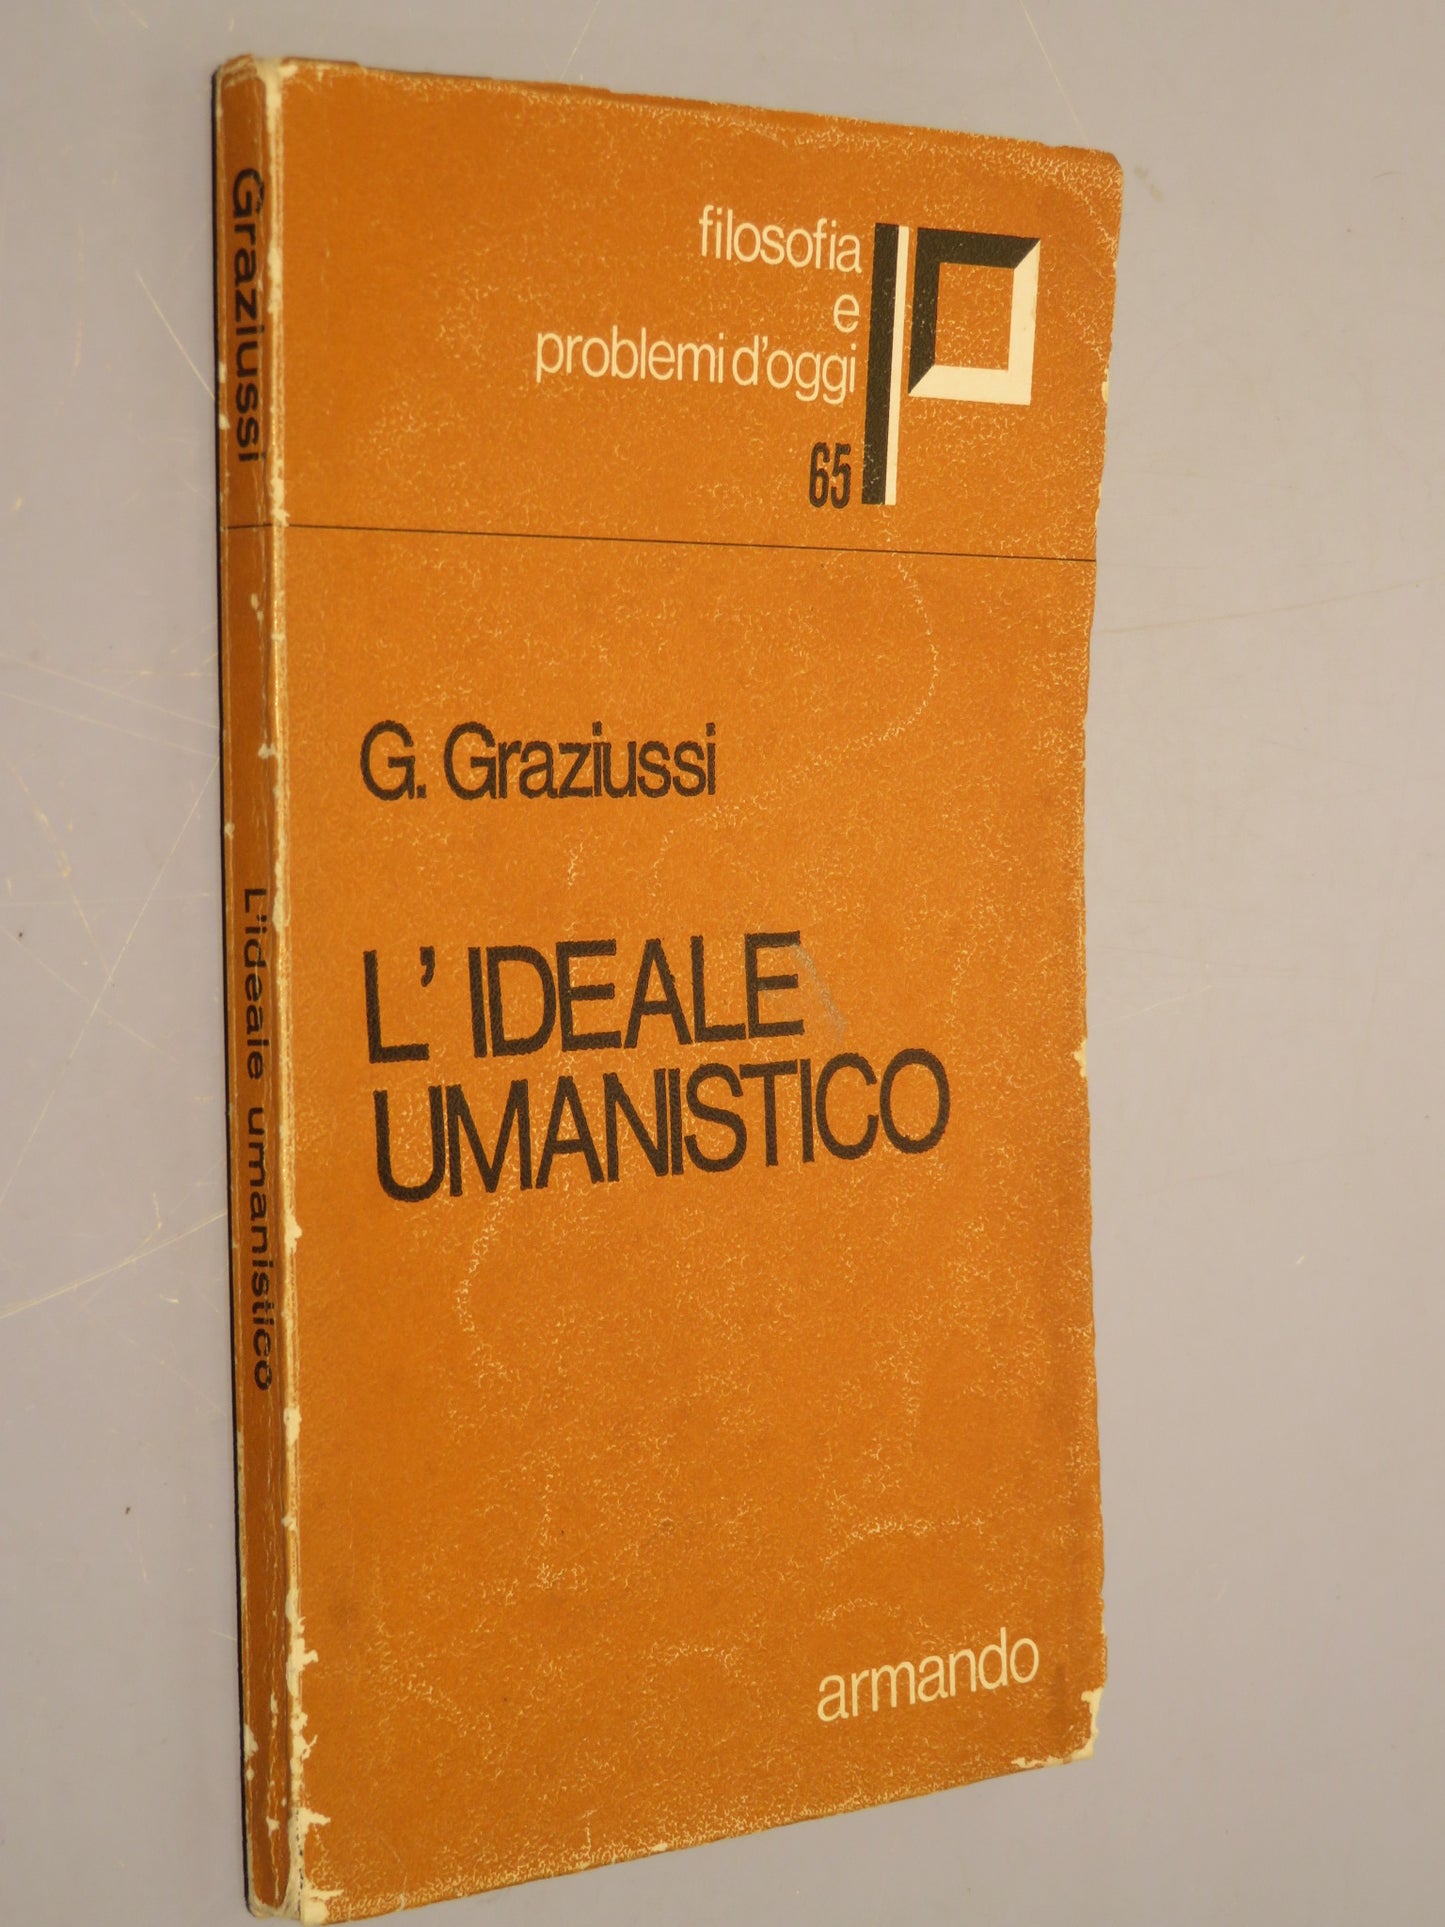 Graziussi
L'ideale umanistico
filosofia
e
problemi d'oggi
65
G. Graziussi
L'IDEALE
UMANISTICO
armando